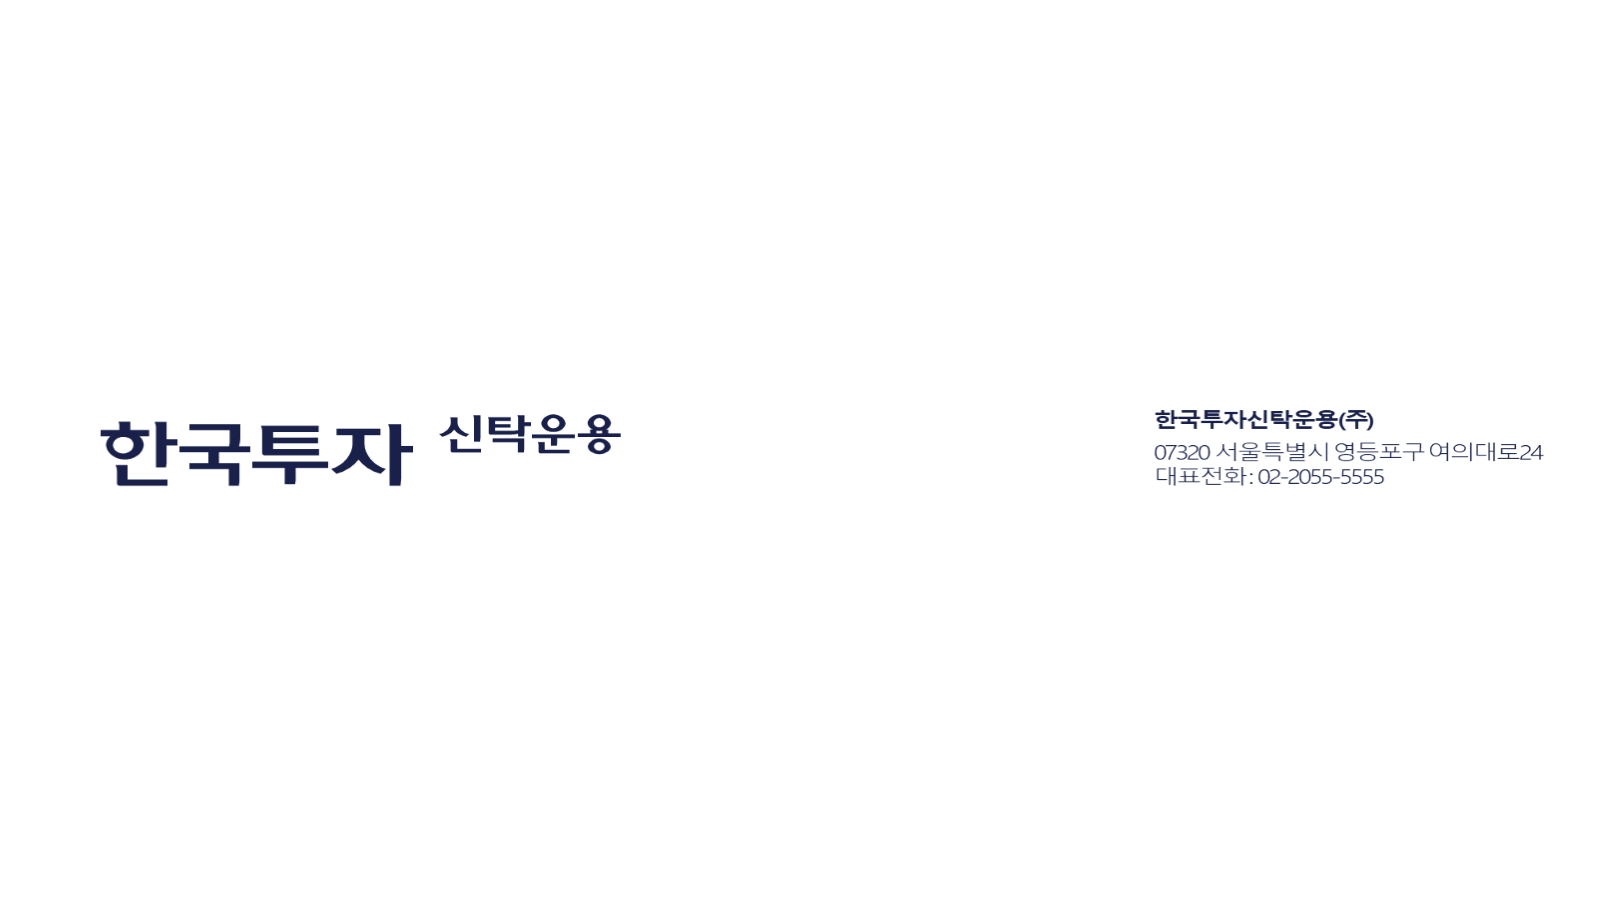 한국투자 신탁운용
한국투자신탁운용(주)
07320 서울특별시 영등포구 여의대로24
대표전화 : 02-2055-5555